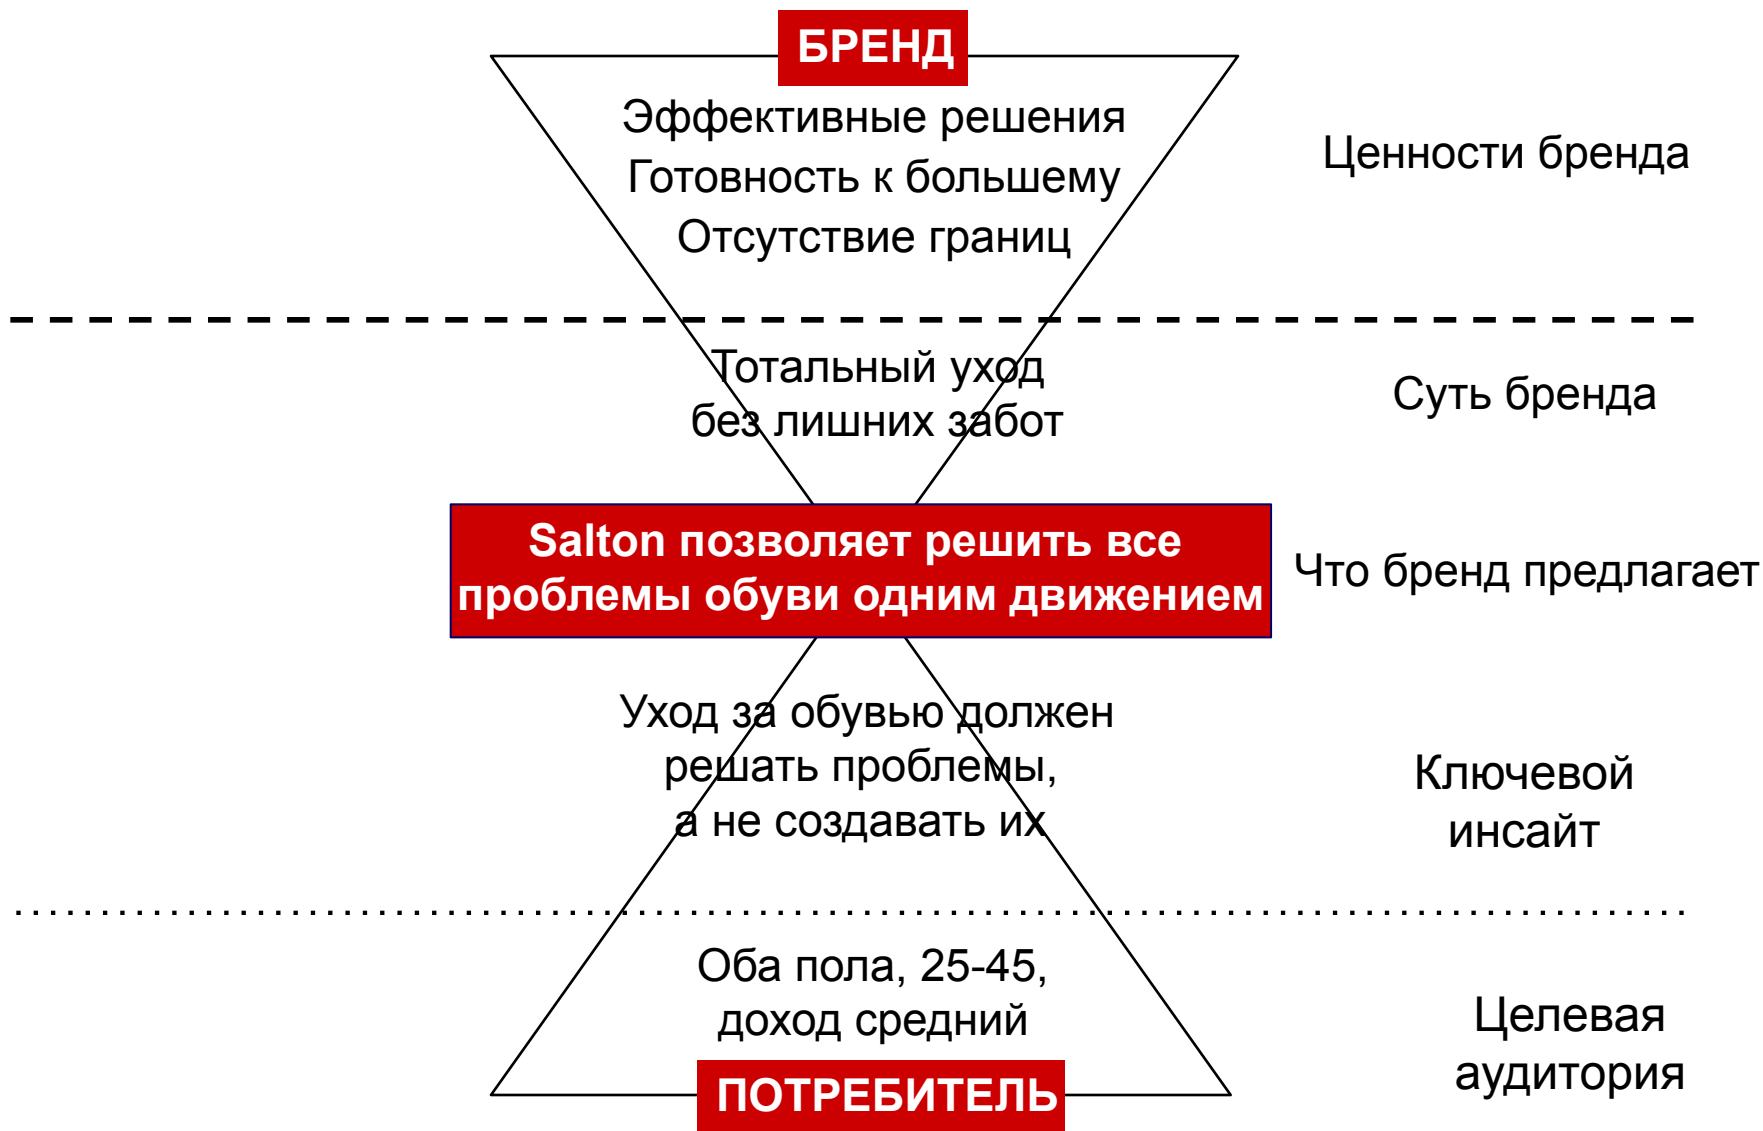 БРЕНД
Эффективные решения
Готовность к большему
Отсутствие границ
Ценности бренда
Тотальный уход
без лишних забот
Суть бренда
Salton позволяет решить все
проблемы обуви одним движением
Что бренд предлагает
Уход за обувью должен
решать проблемы,
а не создавать их
Ключевой
инсайт
Оба пола, 25-45,
доход средний
Целевая
аудитория
ПОТРЕБИТЕЛЬ